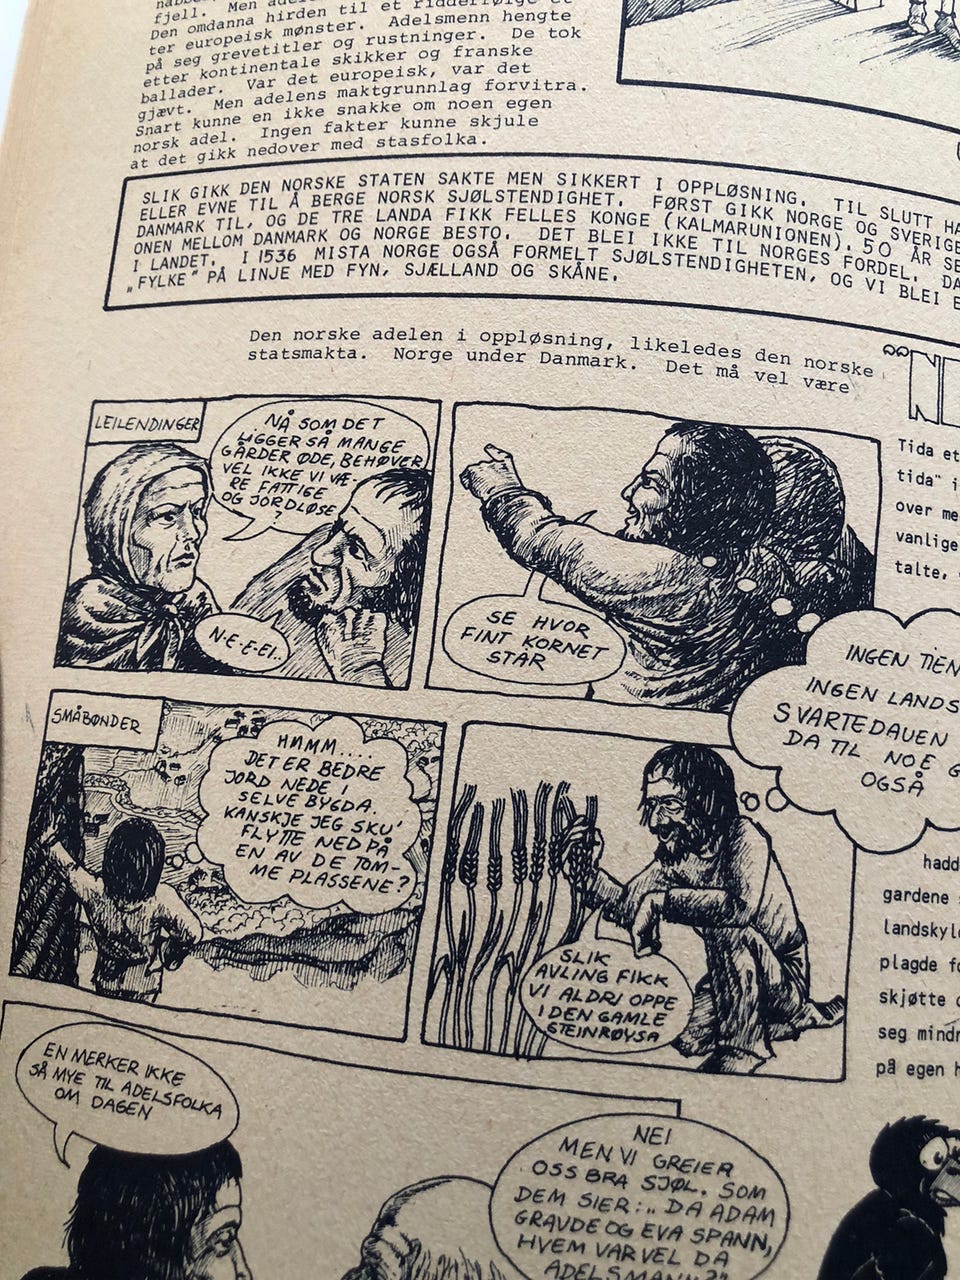 fjell. Men
Den omdanna hirden til et
ter europeisk mønster. Adelsmenn hengte
på seg grevetitler og rustninger. De tok
etter kontinentale skikker og franske
ballader. Var det europeisk, var det
gjævt. Men adelens maktgrunnlag forvitra.
Snart kunne en ikke snakke om noen egen
norsk adel. Ingen fakter kunne skjule
at det gikk nedover med stasfolka.
SLIK GIKK DEN NORSKE STATEN SAKTE MEN SIKKERT I OPPLØSNING. TIL SLUTT HA
ELLER EVNE TIL Å BERGE NORSK SJØLSTENDIGHET. FØRST GIKK NORGE OG SVERIGE
DANMARK TIL, OG DE TRE LANDA FIKK FELLES KONGE (KALMARUNIONEN). 50 ÅR SE
ONEN MELLOM DANMARK OG NORGE BESTO. DET BLEI IKKE TIL NORGES FORDEL. DA
I LANDET. I 1536 MISTA NORGE OGSÅ FORMELT SJØLSTENDIGHETEN, OG VI BLEI E
„FYLKE" PÅ LINJE MED FYN, SJÆLLAND OG SKÅNE.
Den norske adelen i oppløsning, likeledes den norske
statsmakta. Norge under Danmark. Det må vel være
LEILENDINGER
NÅ SOM DET
LIGGER SÅ MANGE
GÅRDER ØDE, BEHØVER
VEL IKKE VI VÆ-
RE FATTIGE
OG JORDLØSE
?
N-E-E-EI..
SE HVOR
FINT KORNET
STÅR
INGEN TIEN
INGEN LANDS
SVARTEDAUEN
DA TIL NOE G
OGSÅ
SMÅBØNDER
HMMM....
DET ER BEDRE
JORD NEDE I
SELVE BYGDA.
KANSKJE JEG SKU'
FLYTTE NED PÅ
EN AV DE TOM-
ME PLASSENE?
SLIK
AVLING FIKK
VI ALDRI OPPE
I DEN GAMLE
STEINRØYSA
EN MERKER IKKE
SÅ MYE TIL ADELSFOLKA
OM DAGEN
NEI
MEN VI GREIER
OSS BRA SJØL. SOM
DEM SIER: „DA ADAM
GRAVDE OG EVA SPANN,
HVEM VAR VEL DA
ADELSMANN?"
Tida et
tida" i
over me
vanlige
talte,
hadd
gardene
landskyl
plagde fo
skjøtte
seg mindr
på egen h